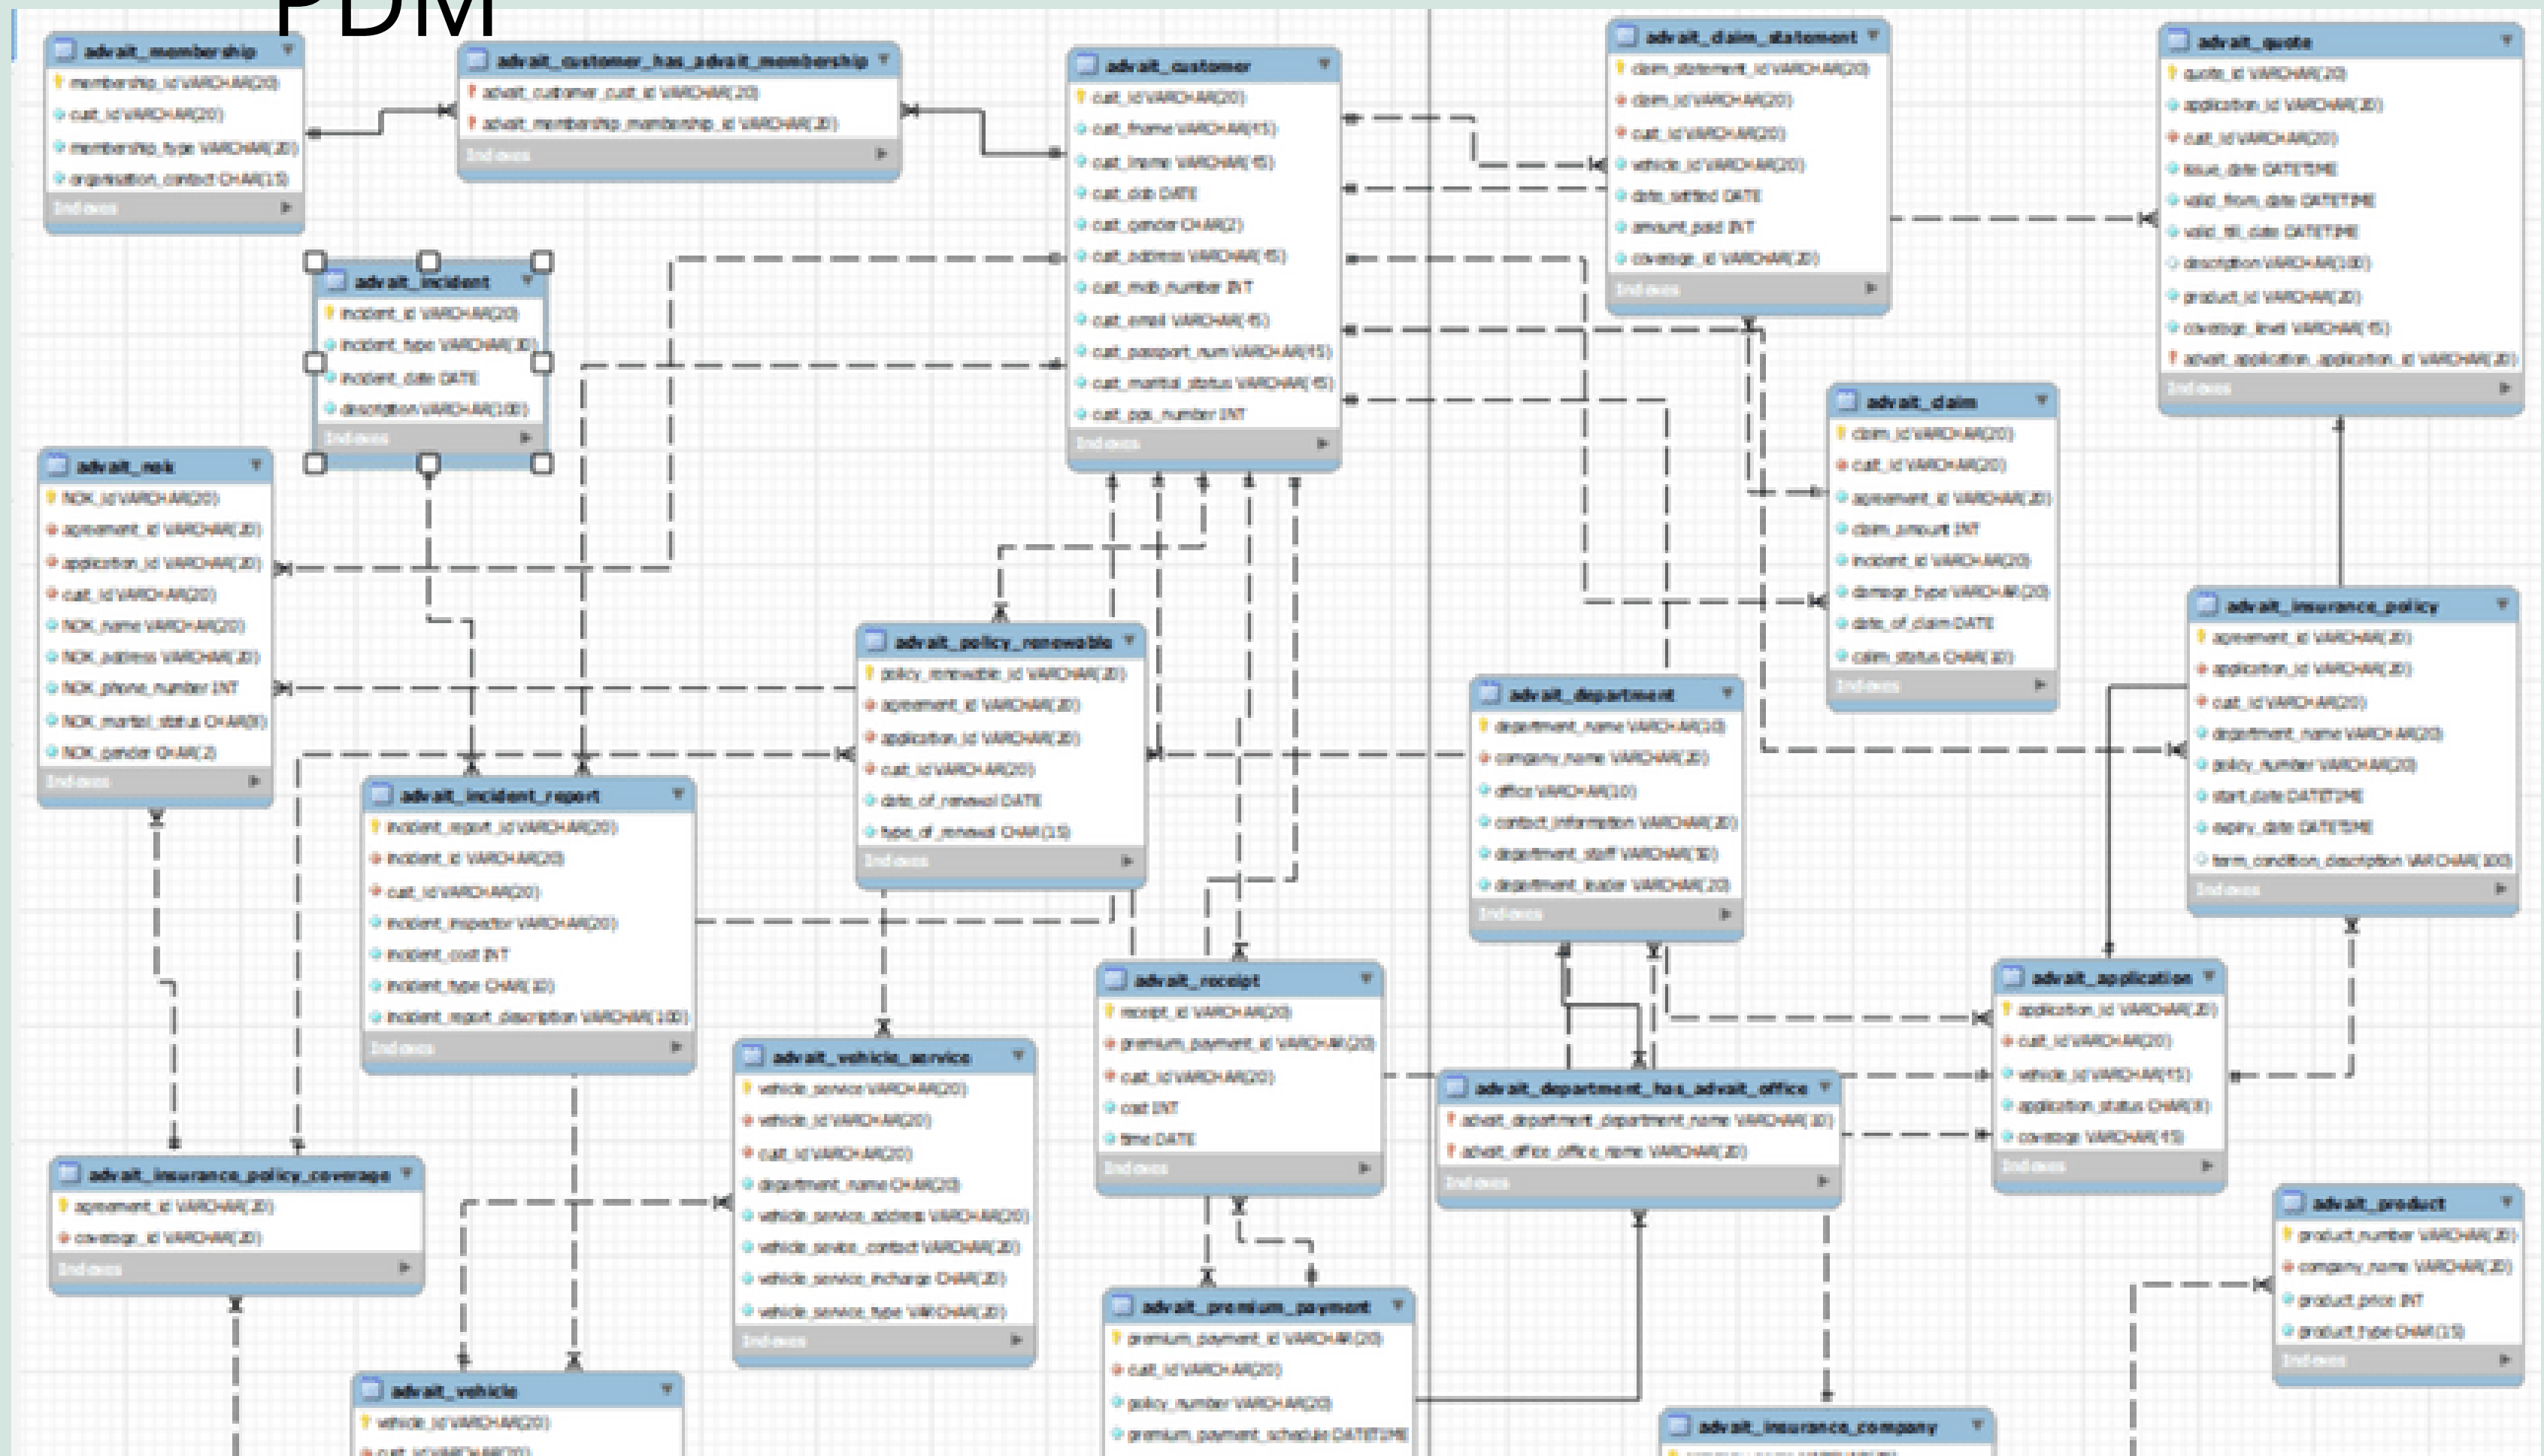 PDM
advait_membership
membership_id VARCHAR(20)
cust_id VARCHAR(20)
membership_type VARCHAR(20)
organisation_contact CHAR(15)
Indexes
advait_customer_has_advait_membership
advait_customer_cust_id VARCHAR(20)
advait_membership_membership_id VARCHAR(20)
Indexes
advait_customer
cust_id VARCHAR(20)
cust_fname VARCHAR(45)
cust_lname VARCHAR(45)
cust_dob DATE
cust_gender CHAR(2)
cust_address VARCHAR(45)
cust_mob_number INT
cust_email VARCHAR(45)
cust_passport_num VARCHAR(45)
cust_maritial_status VARCHAR(45)
cust_pps_number INT
Indexes
advait_claim_statement
claim_statement_id VARCHAR(20)
claim_id VARCHAR(20)
cust_id VARCHAR(20)
vehicle_id VARCHAR(20)
date_settled DATE
amount_paid INT
coverage_id VARCHAR(20)
Indexes
advait_quote
quote_id VARCHAR(20)
application_id VARCHAR(20)
cust_id VARCHAR(20)
issue_date DATETIME
valid_from_date DATETIME
valid_till_date DATETIME
description VARCHAR(100)
product_id VARCHAR(20)
coverage_level VARCHAR(45)
advait_application_application_id VARCHAR(20)
Indexes
advait_incident
incident_id VARCHAR(20)
incident_type VARCHAR(30)
incident_date DATE
description VARCHAR(100)
Indexes
advait_claim
claim_id VARCHAR(20)
cust_id VARCHAR(20)
agreement_id VARCHAR(20)
claim_amount INT
incident_id VARCHAR(20)
damage_type VARCHAR(20)
date_of_claim DATE
calim_status CHAR(10)
Indexes
advait_nok
NOK_id VARCHAR(20)
agreement_id VARCHAR(20)
application_id VARCHAR(20)
cust_id VARCHAR(20)
NOK_name VARCHAR(20)
NOK_address VARCHAR(20)
NOK_phone_number INT
NOK_marital_status CHAR(8)
NOK_gender CHAR(2)
Indexes
advait_policy_renewable
policy_renewable_id VARCHAR(20)
agreement_id VARCHAR(20)
application_id VARCHAR(20)
cust_id VARCHAR(20)
date_of_renewal DATE
type_of_renewal CHAR(15)
Indexes
advait_department
department_name VARCHAR(10)
company_name VARCHAR(20)
office VARCHAR(10)
contact_information VARCHAR(20)
department_staff VARCHAR(50)
department_leader VARCHAR(20)
Indexes
advait_insurance_policy
agreement_id VARCHAR(20)
application_id VARCHAR(20)
cust_id VARCHAR(20)
department_name VARCHAR(20)
policy_number VARCHAR(20)
start_date DATETIME
expiry_date DATETIME
term_condition_description VARCHAR(100)
Indexes
advait_incident_report
incident_report_id VARCHAR(20)
incident_id VARCHAR(20)
cust_id VARCHAR(20)
incident_inspector VARCHAR(20)
incident_cost INT
incident_type CHAR(10)
incident_report_description VARCHAR(100)
Indexes
advait_receipt
receipt_id VARCHAR(20)
premium_payment_id VARCHAR(20)
cust_id VARCHAR(20)
cost INT
time DATE
Indexes
advait_application
application_id VARCHAR(20)
cust_id VARCHAR(20)
vehicle_id VARCHAR(45)
application_status CHAR(8)
coverage VARCHAR(45)
Indexes
advait_vehicle_service
vehicle_service VARCHAR(20)
vehicle_id VARCHAR(20)
cust_id VARCHAR(20)
department_name CHAR(20)
vehicle_service_address VARCHAR(20)
vehicle_sevice_contact VARCHAR(20)
vehicle_service_incharge CHAR(20)
vehicle_service_type VARCHAR(20)
Indexes
advait_department_has_advait_office
advait_department_department_name VARCHAR(10)
advait_office_office_name VARCHAR(20)
Indexes
advait_insurance_policy_coverage
agreement_id VARCHAR(20)
coverage_id VARCHAR(20)
Indexes
advait_product
product_number VARCHAR(20)
company_name VARCHAR(20)
product_price INT
product_type CHAR(15)
Indexes
advait_premium_payment
premium_payment_id VARCHAR(20)
cust_id VARCHAR(20)
policy_number VARCHAR(20)
premium_payment_schedule DATETIME
advait_vehicle
vehicle_id VARCHAR(20)
cust_id VARCHAR(20)
advait_insurance_company